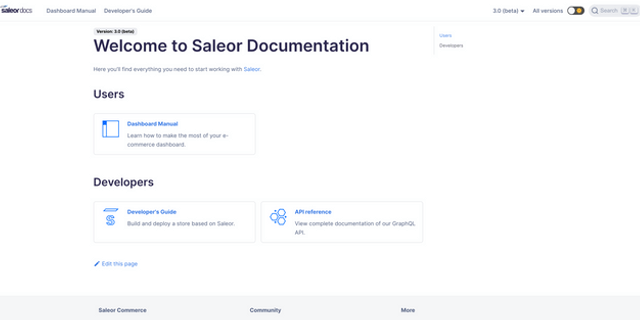 saleor docs Dashboard Manual Developer's Guide 3.0 (beta) All versions Search
Version: 3.0 (beta)
Welcome to Saleor Documentation
Here you'll find everything you need to start working with Saleor.
Users
Developers
Users
Dashboard Manual
Learn how to make the most of your e-
commerce dashboard.
Developers
Developer's Guide
Build and deploy a store based on Saleor.
API reference
View complete documentation of our GraphQL
API.
Edit this page
Saleor Commerce Community More